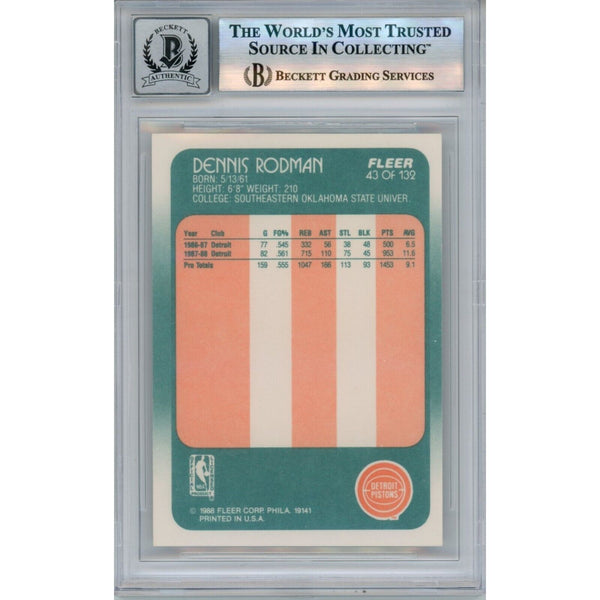 BECKETT
B
AUTHENTIC
THE WORLD'S MOST TRUSTED
SOURCE IN COLLECTING™
B BECKETT GRADING SERVICES
DENNIS RODMAN
FLEER
43 OF 132
BORN: 5/13/61
HEIGHT: 6'8" WEIGHT: 210
COLLEGE: SOUTHEASTERN OKLAHOMA STATE UNIVER.
Year Club G FG% REB AST STL BLK PTS AVG
1986-87 Detroit 77 .545 332 56 38 48 500 6.5
1987-88 Detroit 82 .561 715 110 75 45 953 11.6
Pro Totals 159 .555 1047 166 113 93 1453 9.1
NBA
DETROIT
PISTONS
© 1988 FLEER CORP. PHILA. 19141
PRINTED IN U.S.A.